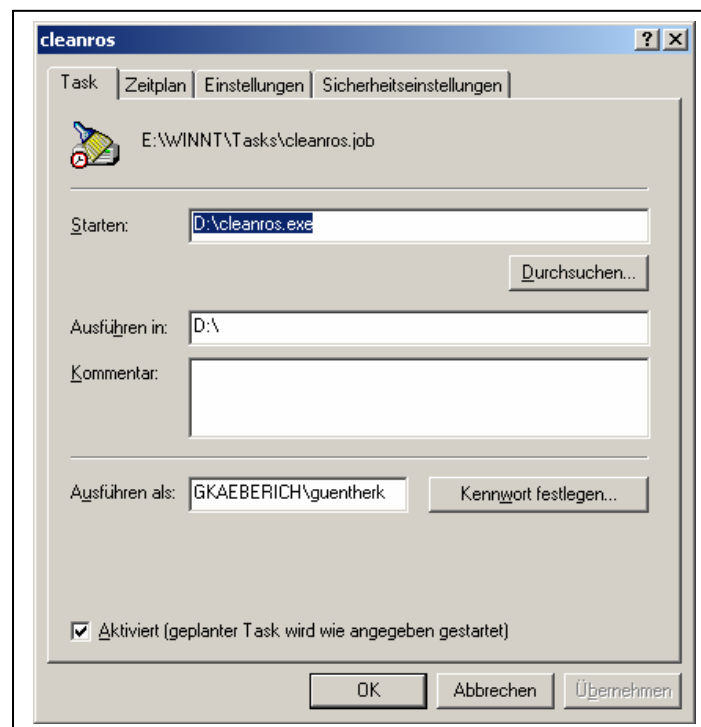 cleanros
Task Zeitplan Einstellungen Sicherheitseinstellungen
E:\WINNT\Tasks\cleanros.job
Starten: D:\cleanros.exe
Durchsuchen...
Ausführen in: D:\
Kommentar:
Ausführen als: GKAEBERICH\guentherk Kennwort festlegen...
Aktiviert (geplanter Task wird wie angegeben gestartet)
OK Abbrechen Übernehmen